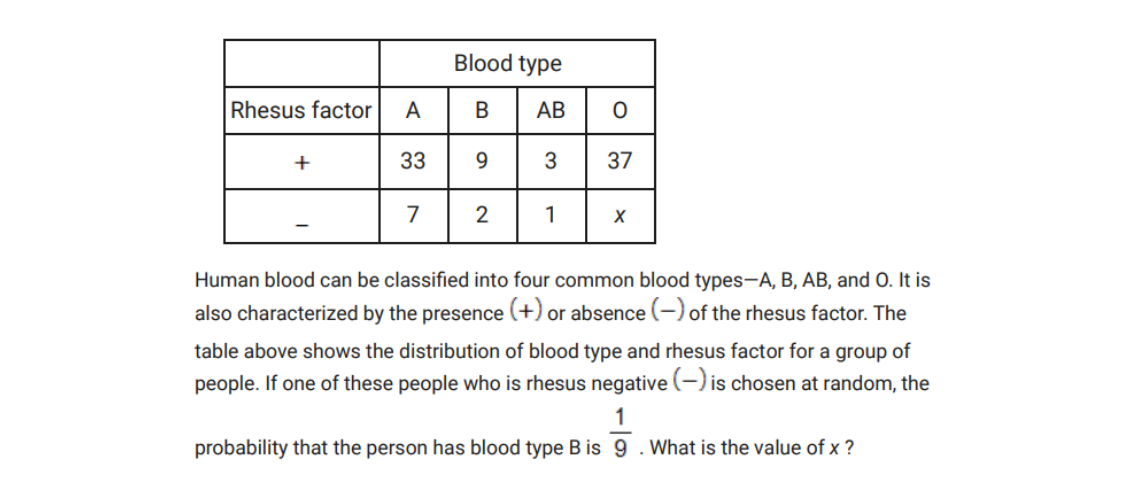 Blood type
Rhesus factor A B AB O
+ 33 9 3 37
– 7 2 1 x
Human blood can be classified into four common blood types—A, B, AB, and O. It is
also characterized by the presence (+) or absence (−) of the rhesus factor. The
table above shows the distribution of blood type and rhesus factor for a group of
people. If one of these people who is rhesus negative (−) is chosen at random, the
probability that the person has blood type B is 1/9 . What is the value of x ?